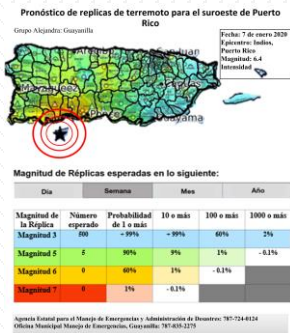 Pronóstico de replicas de terremoto para el suroeste de Puerto
Rico
Grupo Alejandra: Guayanilla
Fecha: 7 de enero 2020
Epicentro: Indios,
Puerto Rico
Magnitud: 6.4
Intensidad
Mayagüez
Ponce
Guayama
Magnitud de Réplicas esperadas en lo siguiente:
Dia Semana Mes Año
Magnitud de la Réplica Número esperado Probabilidad de 1 o más 10 o más 100 o más 1000 o más
Magnitud 3 500 ~ 99% ~ 99% 60% 2%
Magnitud 5 5 90% 9% 1% - 0.1%
Magnitud 6 0 60% 1% - 0.1%
Magnitud 7 0 1% - 0.1%
Agencia Estatal para el Manejo de Emergencias y Administración de Desastres: 787-724-0124
Oficina Municipal Manejo de Emergencias, Guayanilla: 787-835-2275